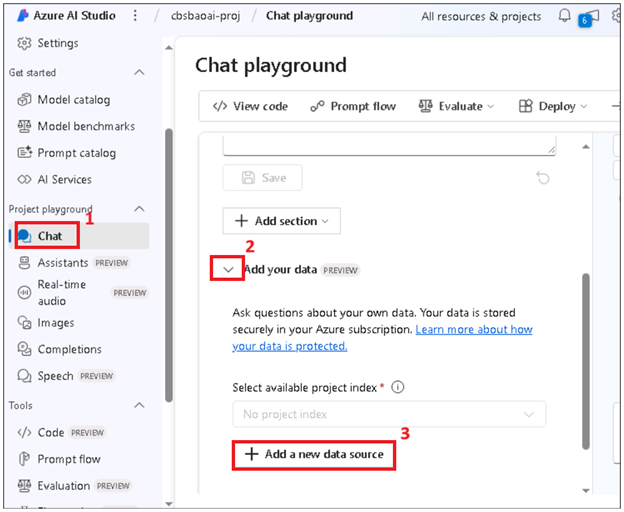 Azure AI Studio
/ cbsbaoai-proj / Chat playground
All resources & projects
6
Settings
Get started
Model catalog
Model benchmarks
Prompt catalog
AI Services
Project playground
1
Chat
Assistants PREVIEW
Real-time
audio PREVIEW
Images
Completions
Speech PREVIEW
Tools
Code PREVIEW
Prompt flow
Evaluation PREVIEW
Chat playground
</> View code
Prompt flow
Evaluate
Deploy
Save
+ Add section
2
Add your data PREVIEW
Ask questions about your own data. Your data is stored
securely in your Azure subscription. Learn more about how
your data is protected.
Select available project index *
No project index
3
+ Add a new data source